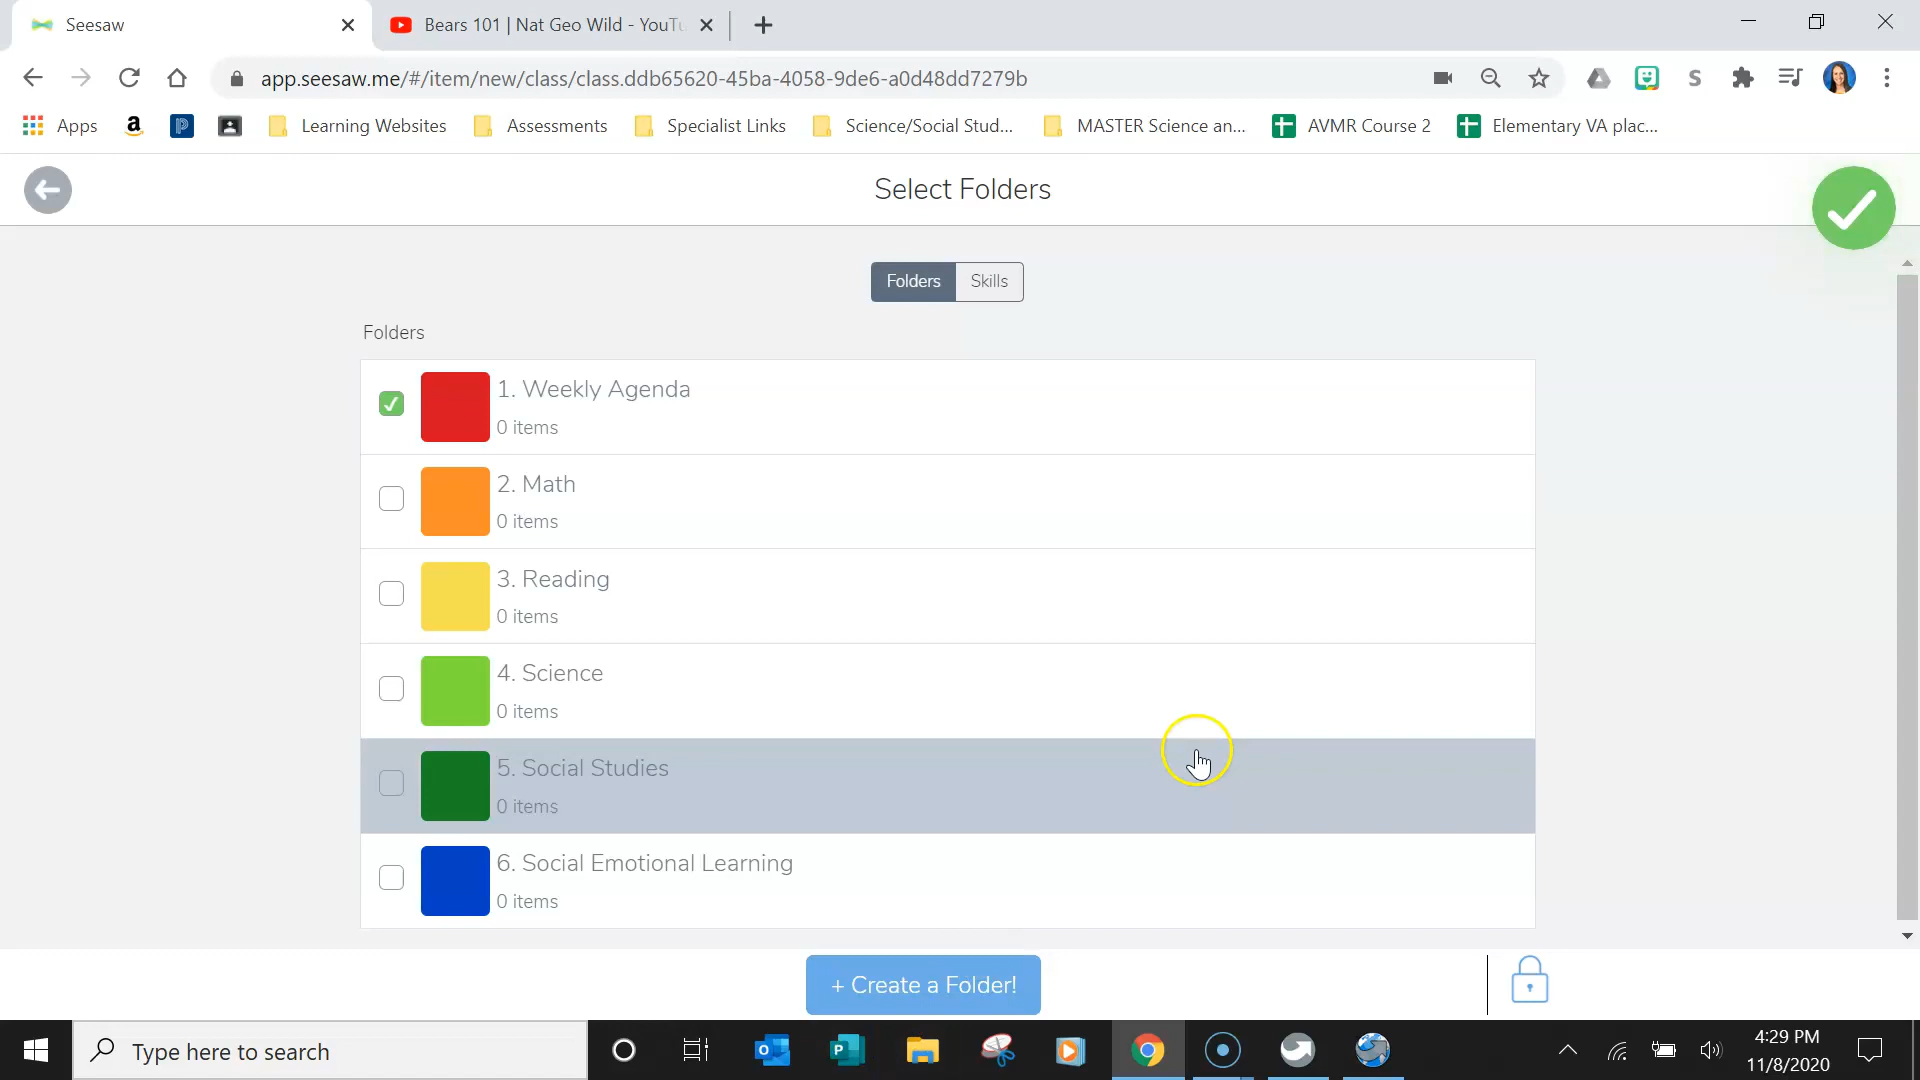 Seesaw
Bears 101 | Nat Geo Wild - YouTu
app.seesaw.me/#/item/new/class/class.ddb65620-45ba-4058-9de6-a0d48dd7279b
Apps
Learning Websites
Assessments
Specialist Links
Science/Social Stud...
MASTER Science an...
AVMR Course 2
Elementary VA plac...
Select Folders
Folders
Skills
Folders
1. Weekly Agenda
0 items
2. Math
0 items
3. Reading
0 items
4. Science
0 items
5. Social Studies
0 items
6. Social Emotional Learning
0 items
+ Create a Folder!
Type here to search
4:29 PM
11/8/2020